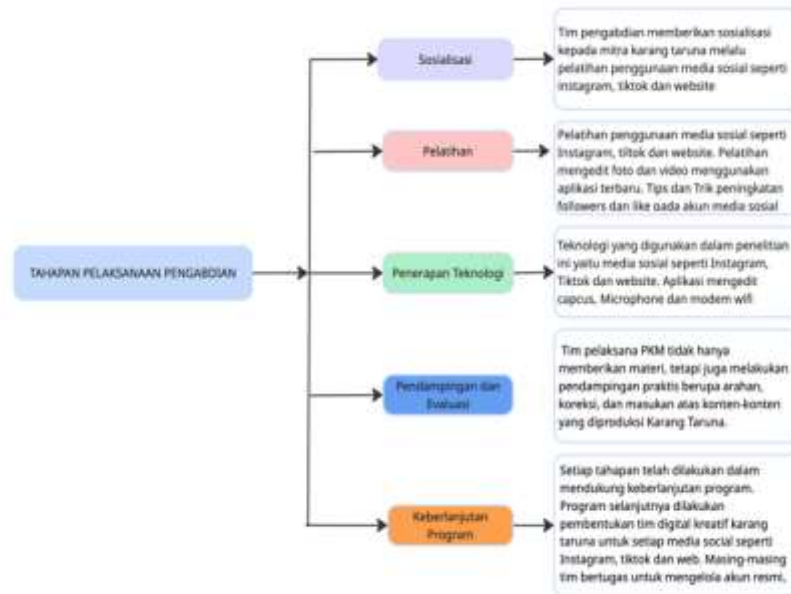 TAHAPAN PELAKSANAAN PENGABDIAN
Sosialisasi
Tim pengabdian memberikan sosialisasi
kepada mitra karang taruna melalu
pelatihan penggunaan media sosial seperti
instagram, tiktok dan website
Pelatihan
Pelatihan penggunaan media sosial seperti
Instagram, tiltok dan website. Pelatihan
mengedit foto dan video menggunakan
aplikasi terbaru. Tips dan Trik peningkatan
followers dan like pada akun media sosial
Penerapan Teknologi
Teknologi yang digunakan dalam penelitian
ini yaitu media sosial seperti Instagram,
Tiktok dan website. Aplikasi mengedit
capcus, Microphone dan modem wifi
Pendampingan dan
Evaluasi
Tim pelaksana PKM tidak hanya
memberikan materi, tetapi juga melakukan
pendampingan praktis berupa arahan,
koreksi, dan masukan atas konten-konten
yang diproduksi Karang Taruna.
Keberlanjutan
Program
Setiap tahapan telah dilakukan dalam
mendukung keberlanjutan program.
Program selanjutnya dilakukan
pembentukan tim digital kreatif karang
taruna untuk setiap media social seperti
Instagram, tiktok dan web. Masing-masing
tim bertugas untuk mengelola akun resmi.